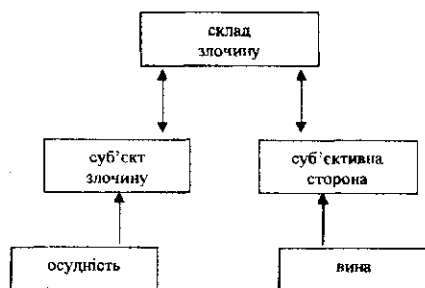 склад
злочину
суб'єкт
злочину
суб'єктивна
сторона
осудність
вина